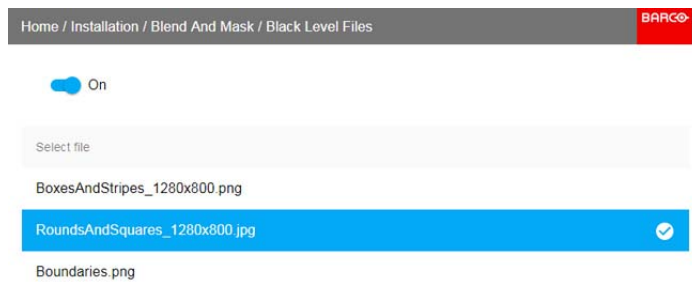 Home / Installation / Blend And Mask / Black Level Files
BARCO
On
Select file
BoxesAndStripes_1280x800.png
RoundsAndSquares_1280x800.jpg
Boundaries.png